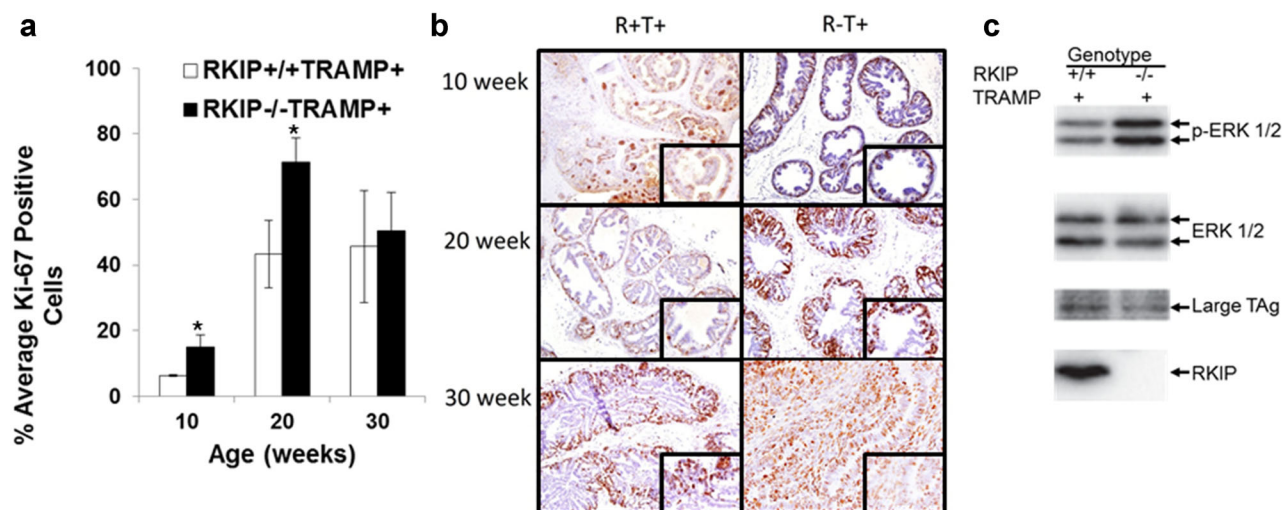 a
% Average Ki-67 Positive
Cells
100
80
60
40
20
0
RKIP+/+TRAMP+
RKIP-/-TRAMP+
*
*
10
20
30
Age (weeks)
b
R+T+
R-T+
10 week
20 week
30 week
c
Genotype
RKIP +/+ -/-
TRAMP + +
p-ERK 1/2
ERK 1/2
Large TAg
RKIP